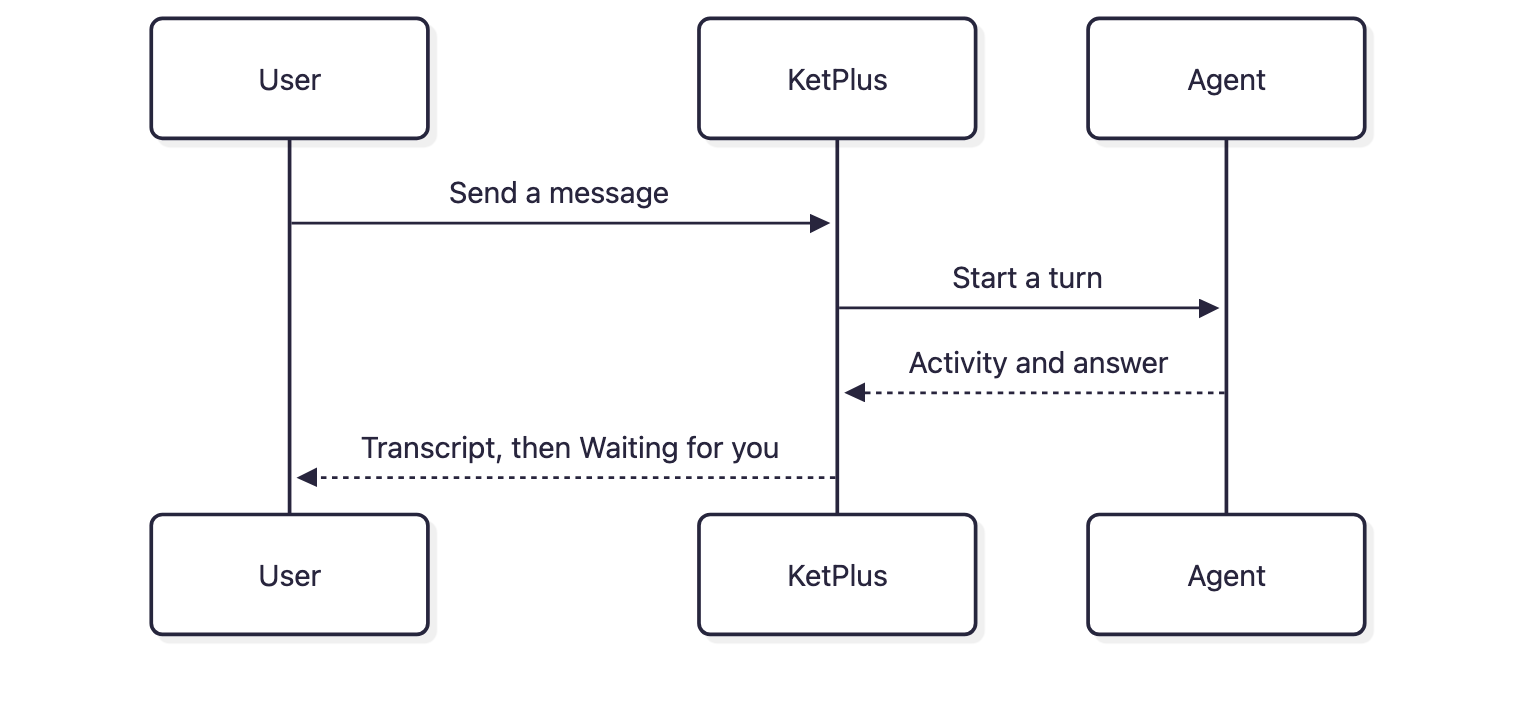 User
KetPlus
Agent
Send a message
Start a turn
Activity and answer
Transcript, then Waiting for you
User
KetPlus
Agent